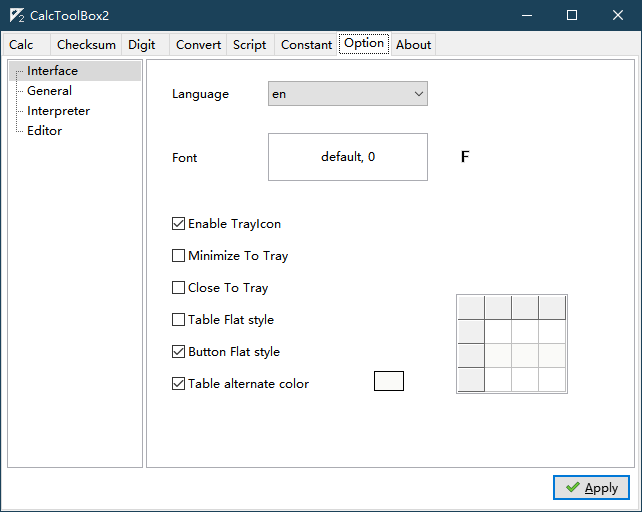 CalcToolBox2
Calc Checksum Digit Convert Script Constant Option About
Interface
General
Interpreter
Editor
Language en
Font default, 0 F
Enable TrayIcon
Minimize To Tray
Close To Tray
Table Flat style
Button Flat style
Table alternate color
Apply